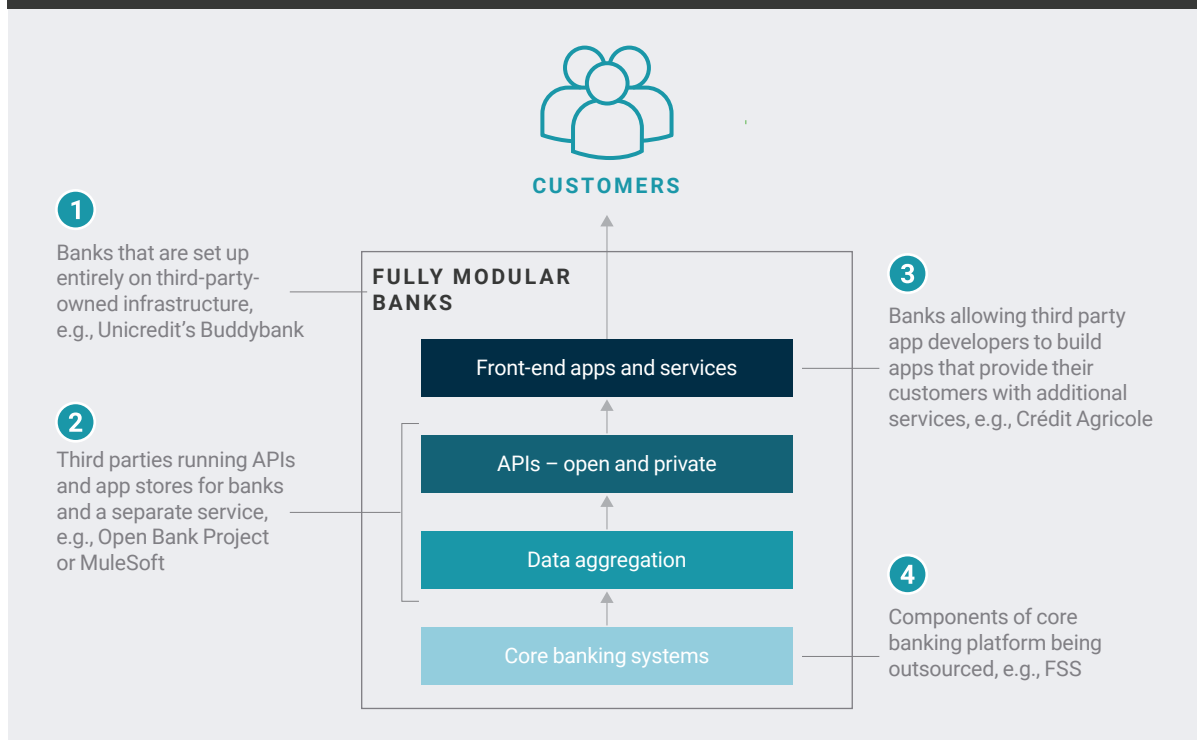 CUSTOMERS
1
Banks that are set up
entirely on third-party-
owned infrastructure,
e.g., Unicredit's Buddybank
FULLY MODULAR
BANKS
2
Third parties running APIs
and app stores for banks
and a separate service,
e.g., Open Bank Project
or MuleSoft
Front-end apps and services
APIs – open and private
Data aggregation
Core banking systems
3
Banks allowing third party
app developers to build
apps that provide their
customers with additional
services, e.g., Crédit Agricole
4
Components of core
banking platform being
outsourced, e.g., FSS